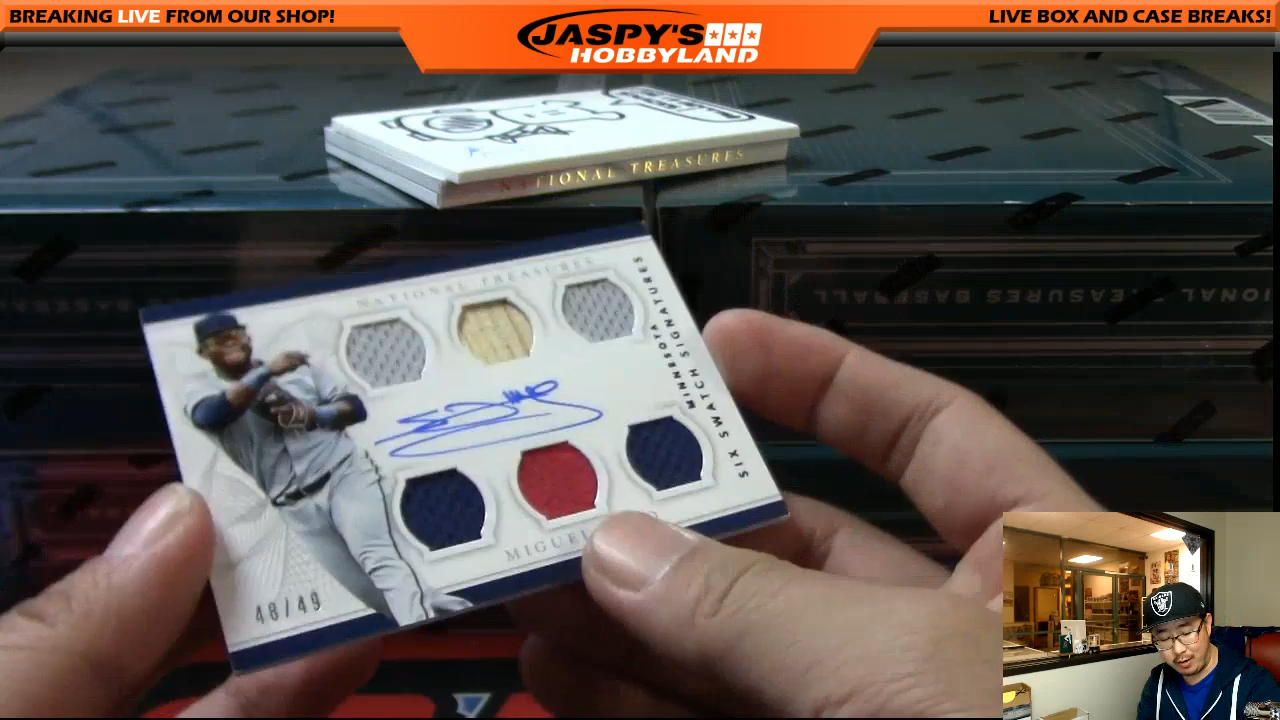 BREAKING LIVE FROM OUR SHOP!
JASPY'S
HOBBYLAND
LIVE BOX AND CASE BREAKS!
NATIONAL TREASURES
TREASURES BASEBALL
NATIONAL TREASURES
MINNESOTA
SIX SWATCH SIGNATURES
MIGUEL
48/49